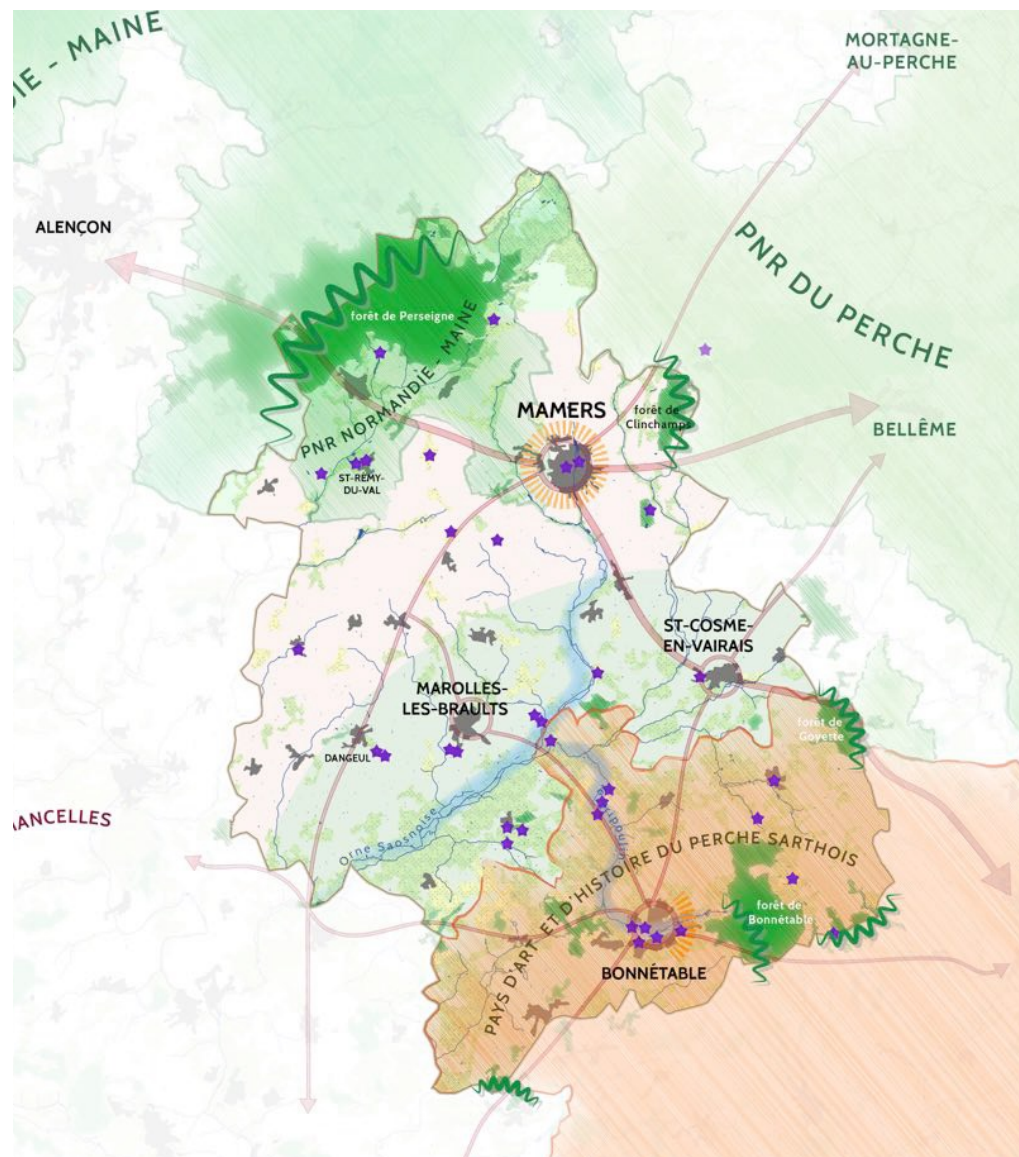 DIE - MAINE
MORTAGNE-
AU-PERCHE
ALENÇON
PNR DU PERCHE
forêt de Perseigne
PNR NORMANDIE - MAINE
MAMERS
forêt de
Clinchamps
BELLÊME
ST-RÉMY-
DU-VAL
ST-COSME-
EN-VAIRAIS
MAROLLES-
LES-BRAULTS
forêt de
Goyette
DANGEUL
ANCELLES
Orne Saosnoise
PAYS D'ART ET D'HISTOIRE DU PERCHE SARTHOIS
forêt de
Bonnétable
BONNÉTABLE